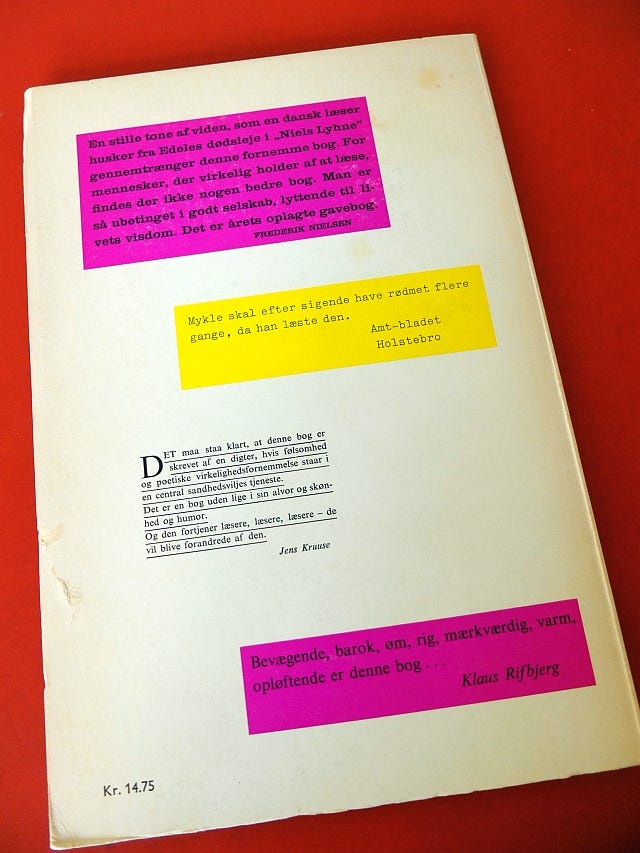 En stille tone af viden, som en dansk læser
husker fra Edeles dødsleje i „Niels Lyhne”
gennemtrænger denne fornemme bog. For
mennesker, der virkelig holder af at læse,
findes der ikke nogen bedre bog. Man er
så ubetinget i godt selskab, lyttende til li-
vets visdom. Det er årets oplagte gavebog.
FREDERIK NIELSEN
Mykle skal efter sigende have rødmet flere
gange, da han læste den.
Amt-bladet
Holstebro
DET maa staa klart, at denne bog er
skrevet af en digter, hvis følsomhed
og poetiske virkelighedsfornemmelse staar i
en central sandhedsviljes tjeneste.
Det er en bog uden lige i sin alvor og skøn-
hed og humor.
Og den fortjener læsere, læsere, læsere – de
vil blive forandrede af den.
Jens Kruuse
Bevægende, barok, øm, rig, mærkværdig, varm,
opløftende er denne bog . . .
Klaus Rifbjerg
Kr. 14.75